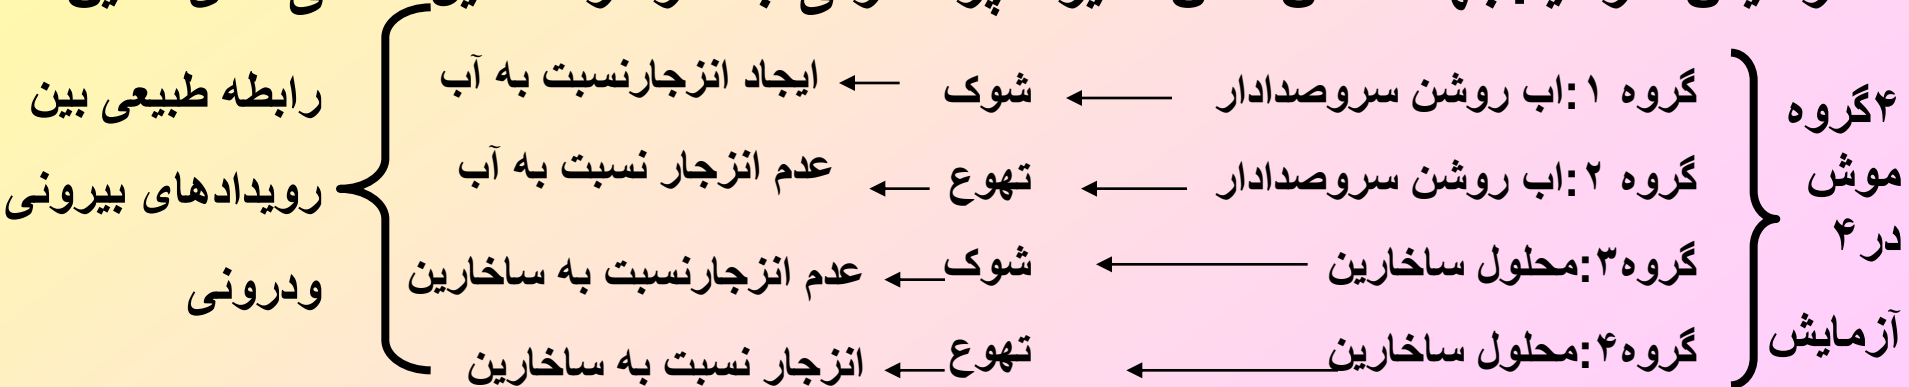 ۴گروه
موش
در۴
آزمایش
گروه ۱:اب روشن سروصدادار شوک ایجاد انزجارنسبت به آب
گروه ۲:اب روشن سروصدادار تهوع عدم انزجار نسبت به آب
گروه۳:محلول ساخارین شوک عدم انزجارنسبت به ساخارین
گروه۴:محلول ساخارین تهوع انزجار نسبت به ساخارین
رابطه طبیعی بین
رویدادهای بیرونی
ودرونی